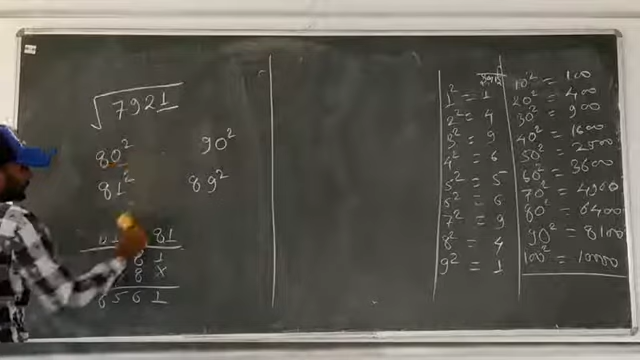 √7921
80² 90²
81² 89²
81
81
8 x
6561
1² = 1
2² = 4
3² = 9
4² = 6
5² = 5
6² = 6
7² = 9
8² = 4
9² = 1
10² = 100
20² = 400
30² = 900
40² = 1600
50² = 2500
60² = 3600
70² = 4900
80² = 6400
90² = 8100
100² = 10000